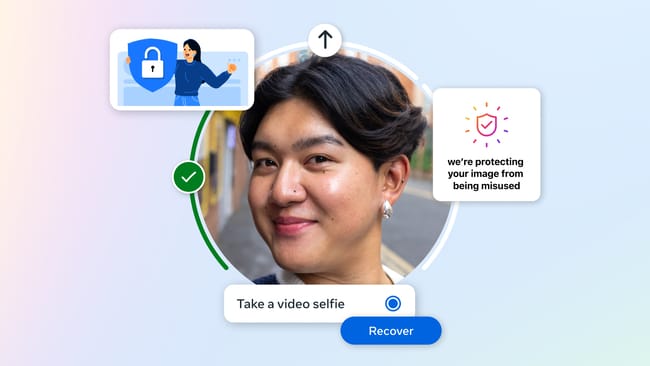 we're protecting
your image from
being misused
Take a video selfie
Recover